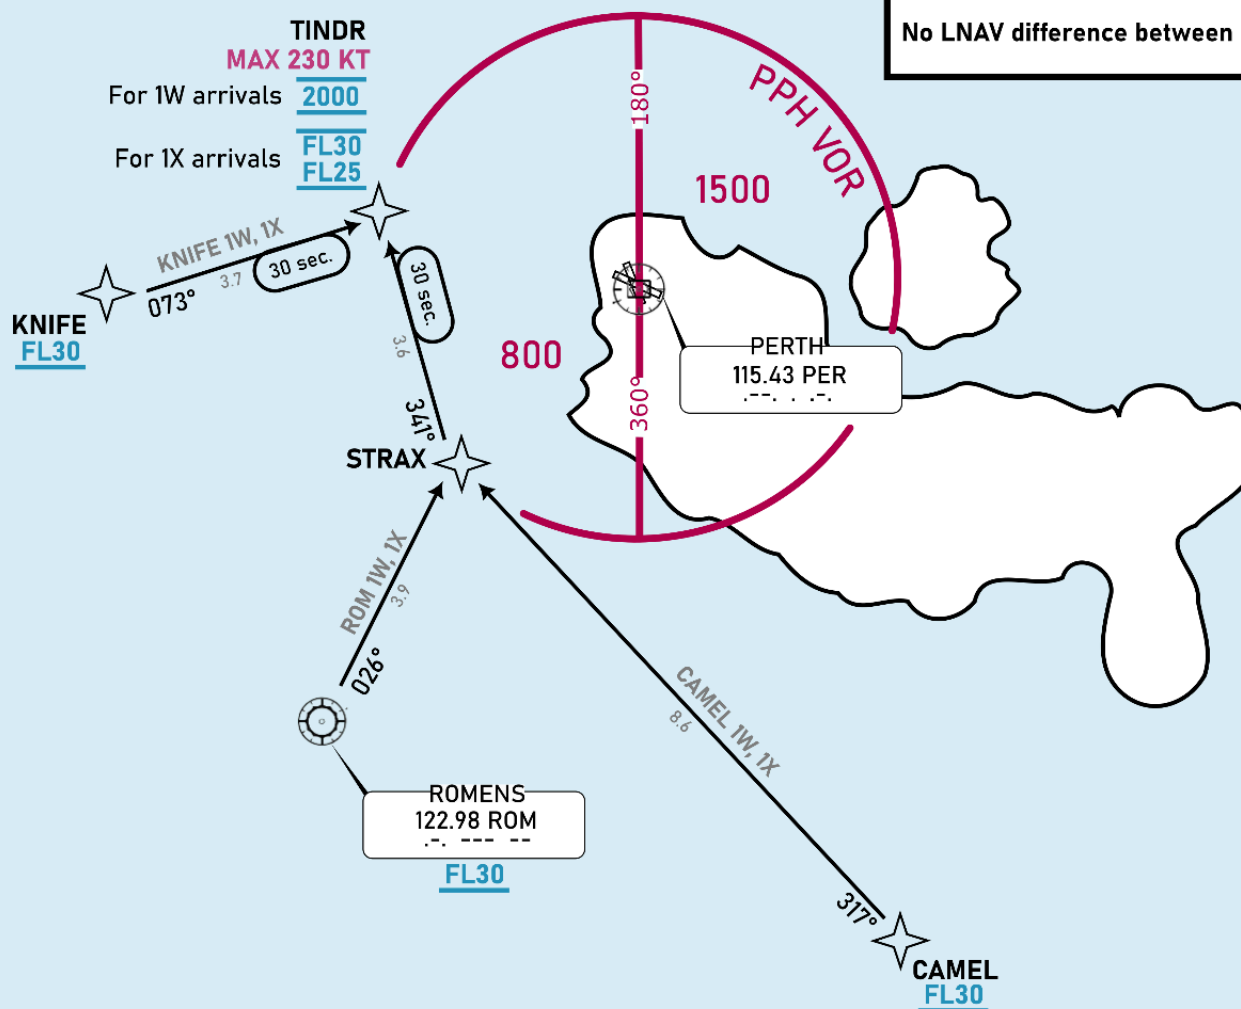 No LNAV difference between
TINDR
MAX 230 KT
For 1W arrivals 2000
For 1X arrivals FL30
FL25
180°
PPH VOR
1500
KNIFE 1W, 1X
3.7
30 sec.
073°
KNIFE
FL30
30 sec.
3.6
341°
800
360°
PERTH
115.43 PER
.--. . .-.
STRAX
ROM 1W, 1X
3.9
026°
ROMENS
122.98 ROM
.-. --- --
FL30
CAMEL 1W, 1X
8.6
317°
CAMEL
FL30